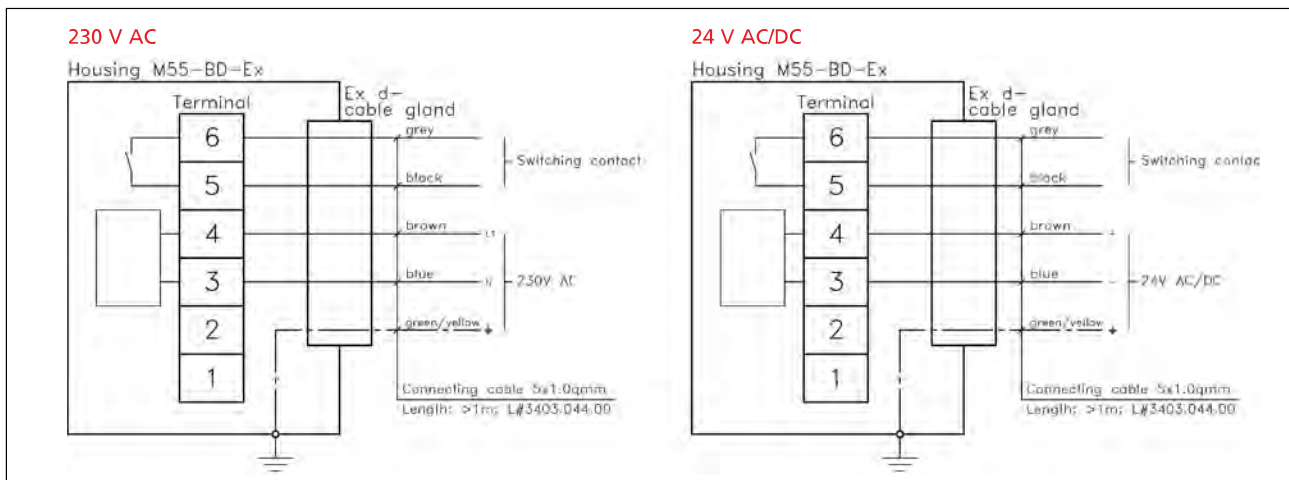 230 V AC
Housing M55-BD-Ex
Terminal
Ex d-
cable gland
6
grey
Switching contact
5
black
4
brown
L1
3
blue
N
230V AC
2
green/yellow
1
Connecting cable 5x1.0qmm
Length: >1m; L#3403.044.00
24 V AC/DC
Housing M55-BD-Ex
Terminal
Ex d-
cable gland
6
grey
Switching contac
5
black
4
brown
+
3
blue
-
24V AC/DC
2
green/yellow
1
Connecting cable 5x1.0qmm
Length: >1m; L#3403.044.00